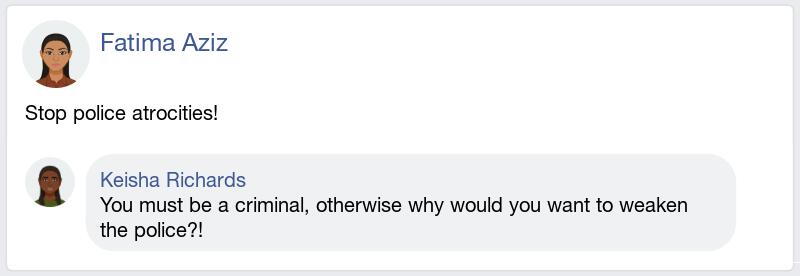 Fatima Aziz
Stop police atrocities!
Keisha Richards
You must be a criminal, otherwise why would you want to weaken
the police?!